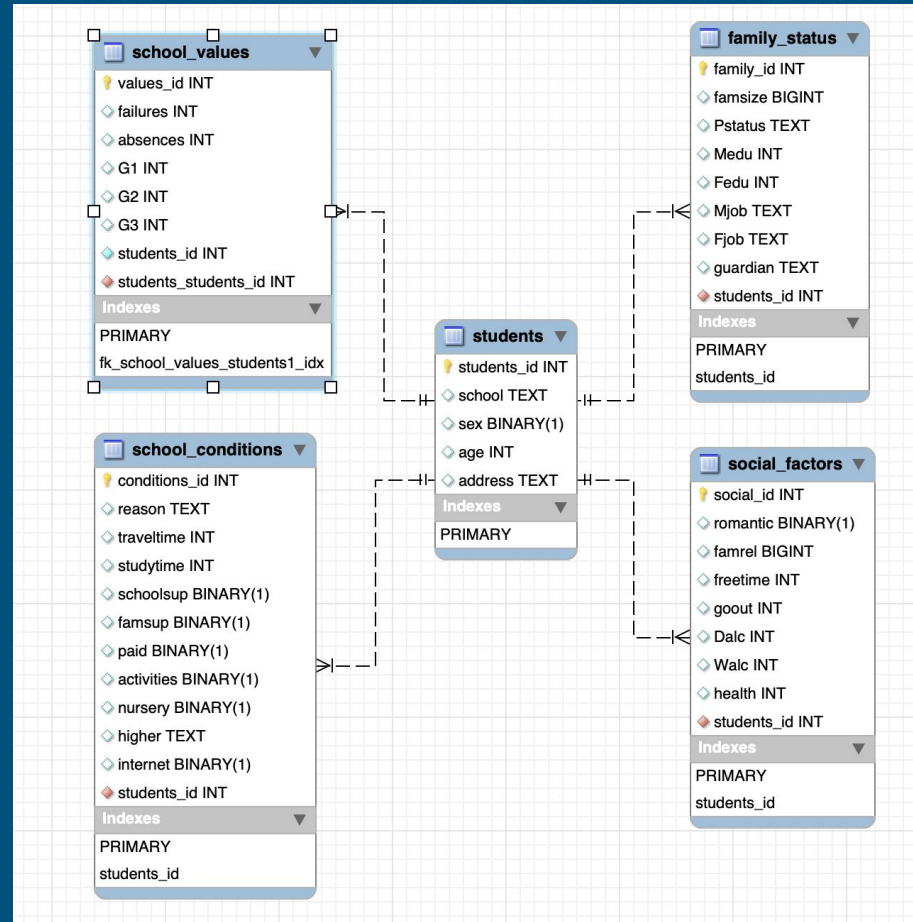 school_values
values_id INT
failures INT
absences INT
G1 INT
G2 INT
G3 INT
students_id INT
students_students_id INT
Indexes
PRIMARY
fk_school_values_students1_idx
family_status
family_id INT
famsize BIGINT
Pstatus TEXT
Medu INT
Fedu INT
Mjob TEXT
Fjob TEXT
guardian TEXT
students_id INT
Indexes
PRIMARY
students_id
students
students_id INT
school TEXT
sex BINARY(1)
age INT
address TEXT
Indexes
PRIMARY
school_conditions
conditions_id INT
reason TEXT
traveltime INT
studytime INT
schoolsup BINARY(1)
famsup BINARY(1)
paid BINARY(1)
activities BINARY(1)
nursery BINARY(1)
higher TEXT
internet BINARY(1)
students_id INT
Indexes
PRIMARY
students_id
social_factors
social_id INT
romantic BINARY(1)
famrel BIGINT
freetime INT
goout INT
Dalc INT
Walc INT
health INT
students_id INT
Indexes
PRIMARY
students_id